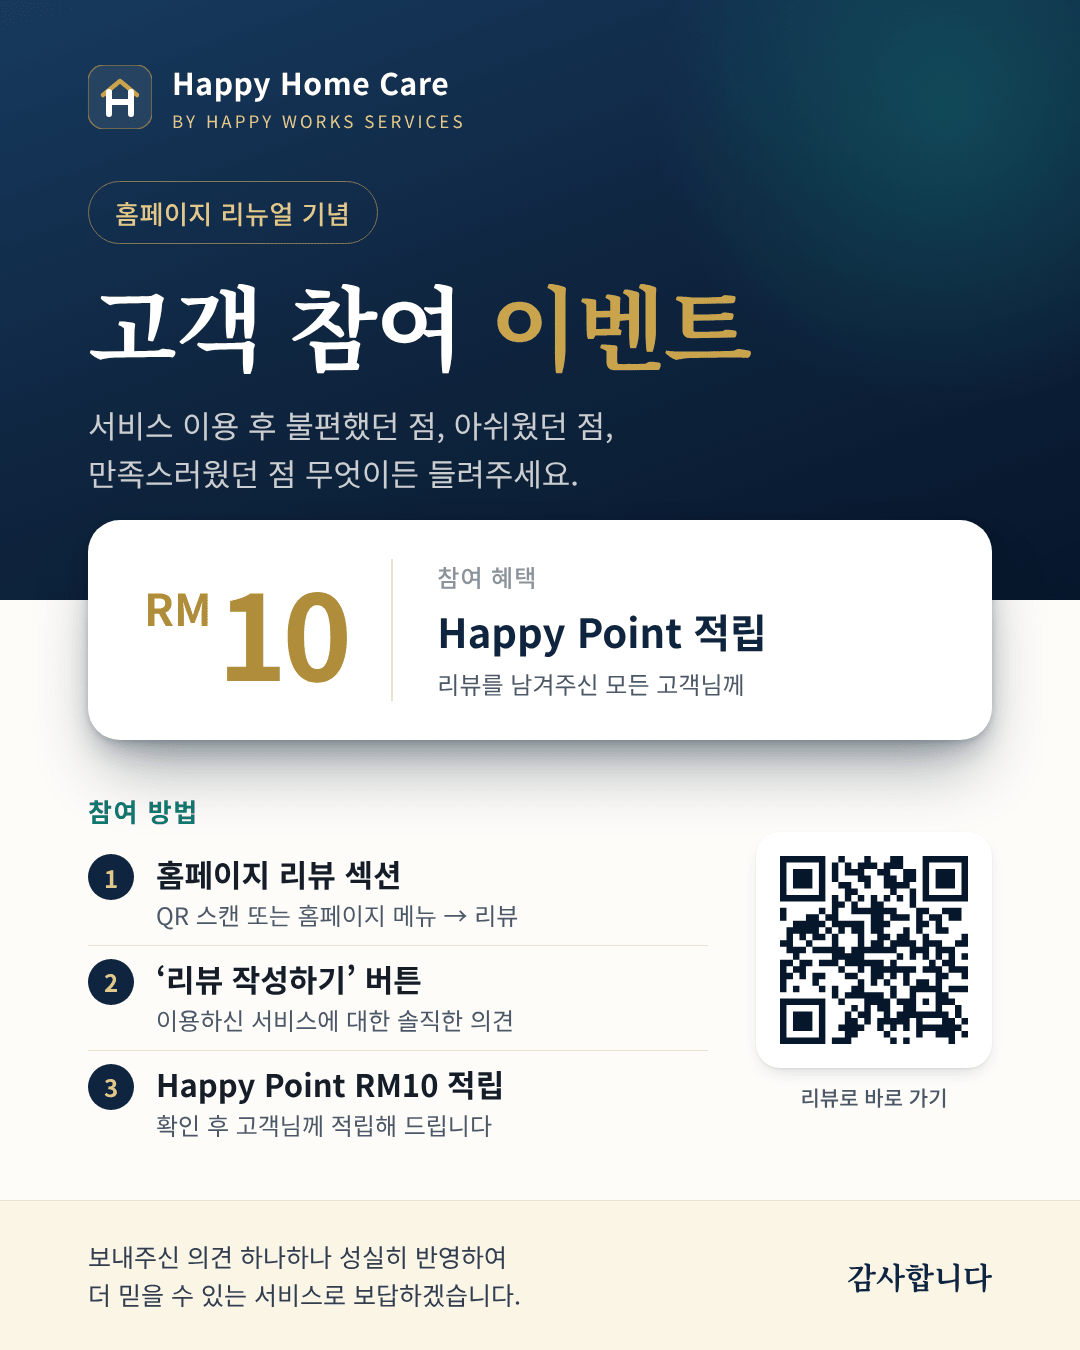 Happy Home Care
BY HAPPY WORKS SERVICES
홈페이지 리뉴얼 기념
고객 참여 이벤트
서비스 이용 후 불편했던 점, 아쉬웠던 점,
만족스러웠던 점 무엇이든 들려주세요.
RM10
참여 혜택
Happy Point 적립
리뷰를 남겨주신 모든 고객님께
참여 방법
1 홈페이지 리뷰 섹션
QR 스캔 또는 홈페이지 메뉴 → 리뷰
2 ‘리뷰 작성하기’ 버튼
이용하신 서비스에 대한 솔직한 의견
3 Happy Point RM10 적립
확인 후 고객님께 적립해 드립니다
리뷰로 바로 가기
보내주신 의견 하나하나 성실히 반영하여
더 믿을 수 있는 서비스로 보답하겠습니다.
감사합니다